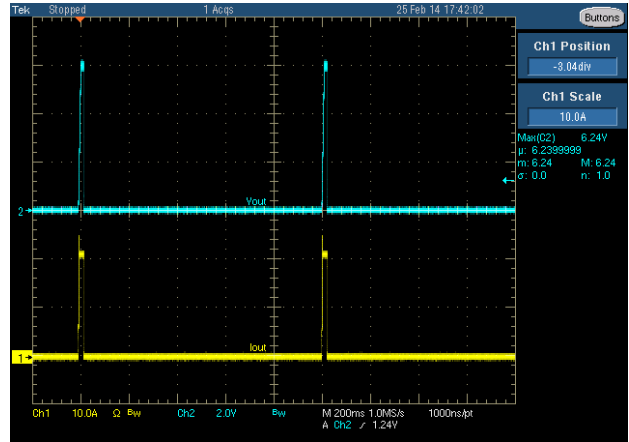 Tek Stopped 1 Acqs 25 Feb 14 17:42:02
Buttons
Ch1 Position
-3.04div
Ch1 Scale
10.0A
Max(C2) 6.24V
µ: 6.2399999
m: 6.24 M: 6.24
σ: 0.0 n: 1.0
Vout
2
Iout
1
Ch1 10.0A Ω Bw Ch2 2.0V Bw M 200ms 1.0MS/s 1000ns/pt
A Ch2 ⁄ 1.24V